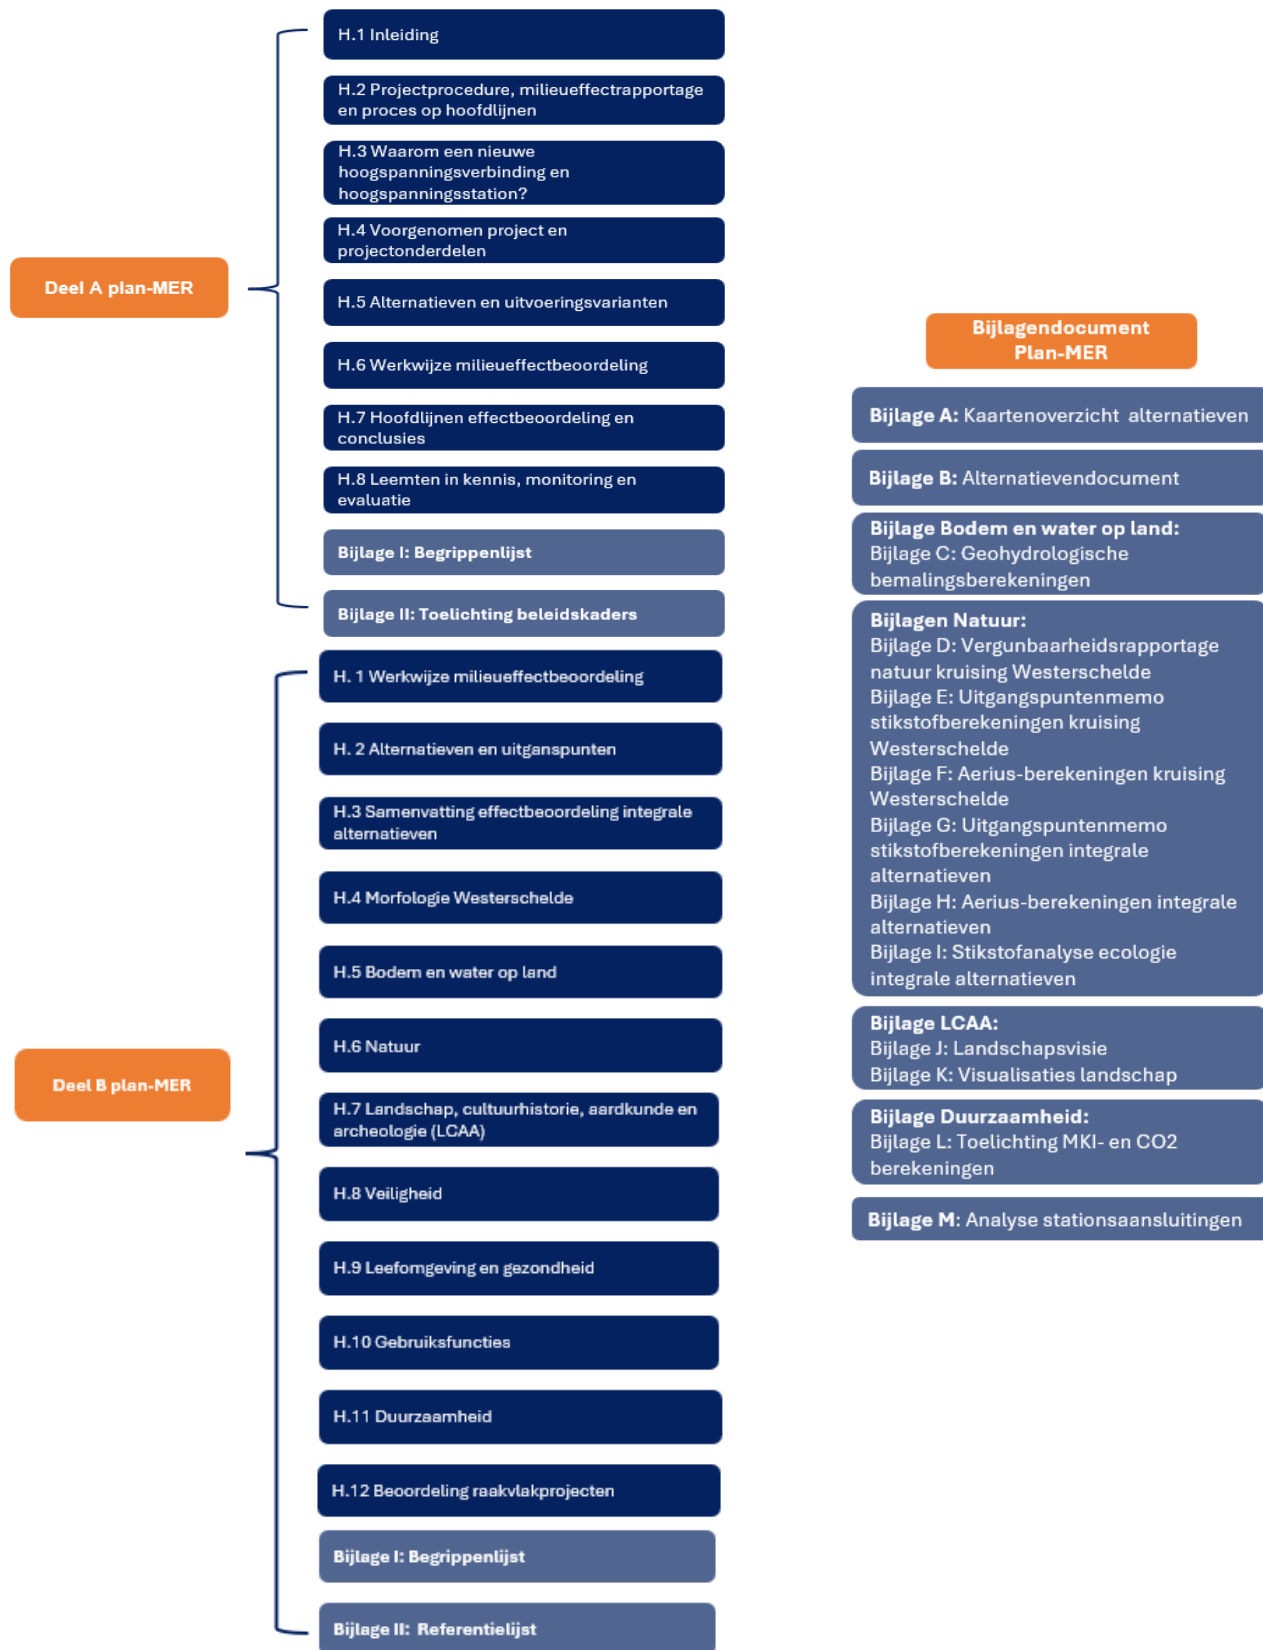 Deel A plan-MER
H.1 Inleiding
H.2 Projectprocedure, milieueffectrapportage
en proces op hoofdlijnen
H.3 Waarom een nieuwe
hoogspanningsverbinding en
hoogspanningsstation?
H.4 Voorgenomen project en
projectonderdelen
H.5 Alternatieven en uitvoeringsvarianten
H.6 Werkwijze milieueffectbeoordeling
H.7 Hoofdlijnen effectbeoordeling en
conclusies
H.8 Leemten in kennis, monitoring en
evaluatie
Bijlage I: Begrippenlijst
Bijlage II: Toelichting beleidskaders
Deel B plan-MER
H. 1 Werkwijze milieueffectbeoordeling
H. 2 Alternatieven en uitganspunten
H.3 Samenvatting effectbeoordeling integrale
alternatieven
H.4 Morfologie Westerschelde
H.5 Bodem en water op land
H.6 Natuur
H.7 Landschap, cultuurhistorie, aardkunde en
archeologie (LCAA)
H.8 Veiligheid
H.9 Leefomgeving en gezondheid
H.10 Gebruiksfuncties
H.11 Duurzaamheid
H.12 Beoordeling raakvlakprojecten
Bijlage I: Begrippenlijst
Bijlage II: Referentielijst
Bijlagendocument
Plan-MER
Bijlage A: Kaartenoverzicht alternatieven
Bijlage B: Alternatievendocument
Bijlage Bodem en water op land:
Bijlage C: Geohydrologische
bemalingsberekeningen
Bijlagen Natuur:
Bijlage D: Vergunbaarheidsrapportage
natuur kruising Westerschelde
Bijlage E: Uitgangspuntenmemo
stikstofberekeningen kruising
Westerschelde
Bijlage F: Aerius-berekeningen kruising
Westerschelde
Bijlage G: Uitgangspuntenmemo
stikstofberekeningen integrale
alternatieven
Bijlage H: Aerius-berekeningen integrale
alternatieven
Bijlage I: Stikstofanalyse ecologie
integrale alternatieven
Bijlage LCAA:
Bijlage J: Landschapsvisie
Bijlage K: Visualisaties landschap
Bijlage Duurzaamheid:
Bijlage L: Toelichting MKI- en CO2
berekeningen
Bijlage M: Analyse stationsaansluitingen